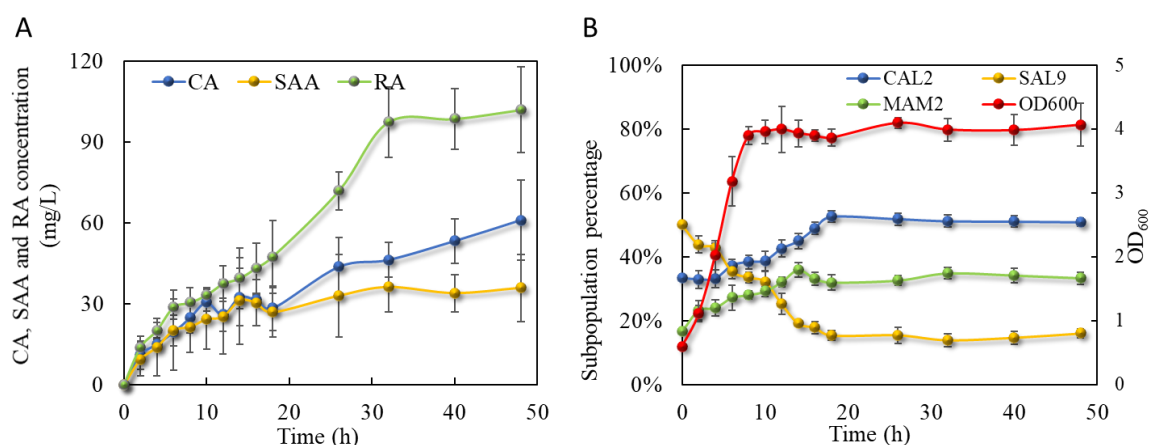 A
CA, SAA and RA concentration
(mg/L)
120
90
60
30
0
CA SAA RA
0 10 20 30 40 50
Time (h)
B
Subpopulation percentage
100%
80%
60%
40%
20%
0%
CAL2 SAL9
MAM2 OD600
5
4
3
2
1
0
OD600
0 10 20 30 40 50
Time (h)